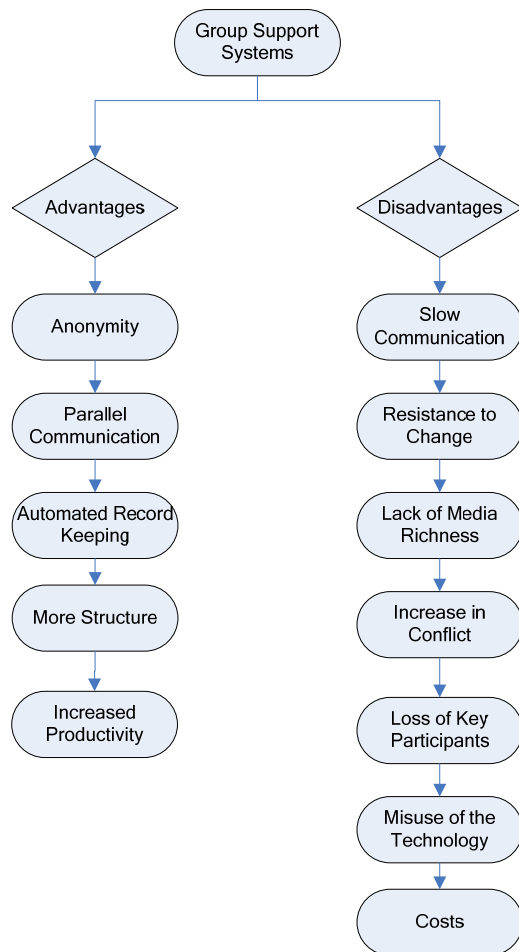 Group Support
Systems
Advantages
Anonymity
Parallel
Communication
Automated Record
Keeping
More Structure
Increased
Productivity
Disadvantages
Slow
Communication
Resistance to
Change
Lack of Media
Richness
Increase in
Conflict
Loss of Key
Participants
Misuse of the
Technology
Costs